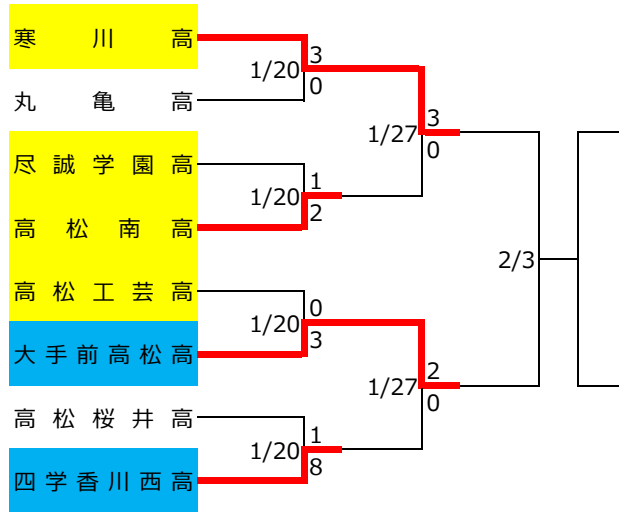 寒川高
3
1/20
0
丸亀高
3
1/27
0
尽誠学園高
1
1/20
2
高松南高
2/3
高松工芸高
0
1/20
3
大手前高松高
2
1/27
0
高松桜井高
1
1/20
8
四学香川西高